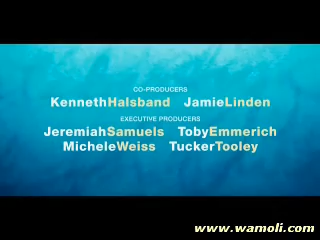 CO-PRODUCERS
KennethHalsband JamieLinden
EXECUTIVE PRODUCERS
JeremiahSamuels TobyEmmerich
MicheleWeiss TuckerTooley
www.wamoli.com